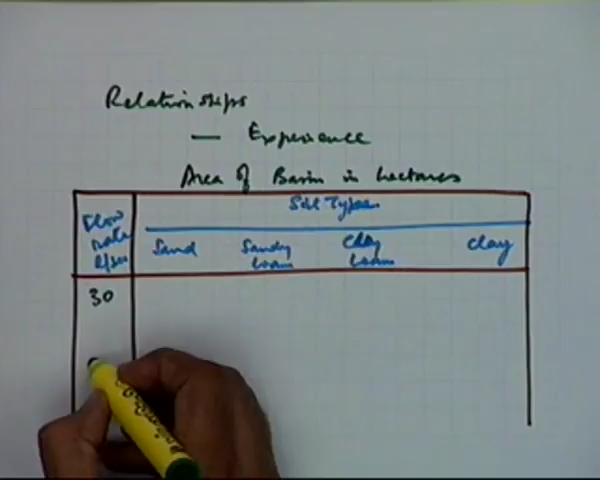 Relationships
— Experience
Area of Basin in hectares
Soil Types
Flow rate l/sec
Sand Sandy loam Clay loam Clay
30